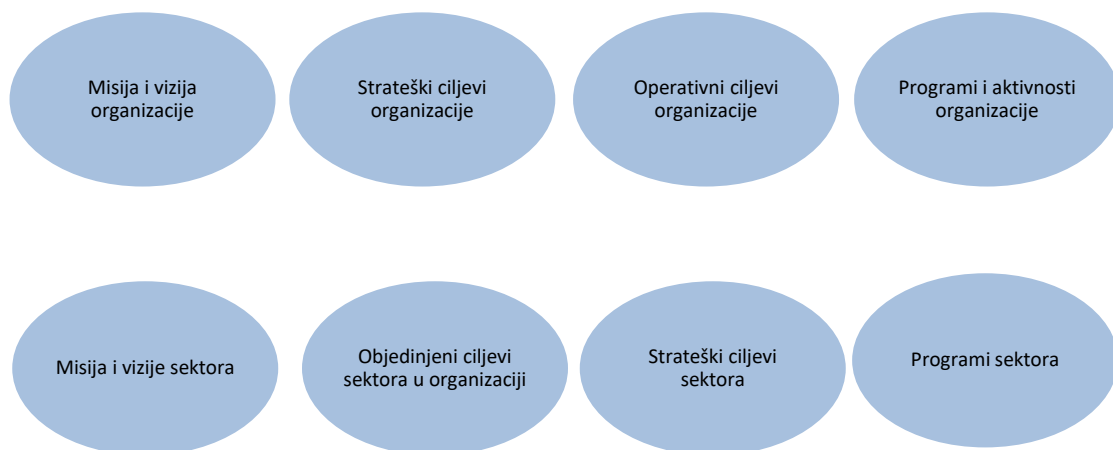 Misija i vizija
organizacije
Strateški ciljevi
organizacije
Operativni ciljevi
organizacije
Programi i aktivnosti
organizacije
Misija i vizije sektora
Objedinjeni ciljevi
sektora u organizaciji
Strateški ciljevi
sektora
Programi sektora